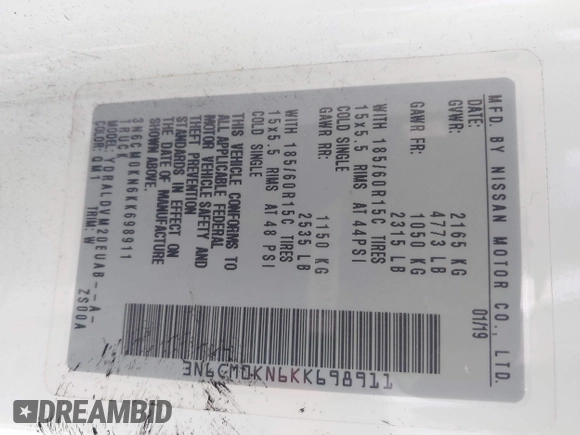 MFD. BY NISSAN MOTOR CO., LTD.
DATE: 01/19
GVWR: 2165 KG
4773 LB
GAWR FR: 1050 KG
2315 LB
WITH 185/60R15C TIRES
15x5.5 RIMS AT 44PSI
COLD SINGLE
GAWR RR: 1150 KG
2535 LB
WITH 185/60R15C TIRES
15x5.5 RIMS AT 48 PSI
COLD SINGLE
THIS VEHICLE CONFORMS TO
ALL APPLICABLE FEDERAL
MOTOR VEHICLE SAFETY AND
THEFT PREVENTION
STANDARDS IN EFFECT ON
THE DATE OF MANUFACTURE
SHOWN ABOVE.
3N6CM0KN6KK698911
TRUCK
MODEL YDRALDVM20EUAB--A-
ZS00A
COLOR: QM1 TRIM: W
3N6CM0KN6KK698911
DREAMBID